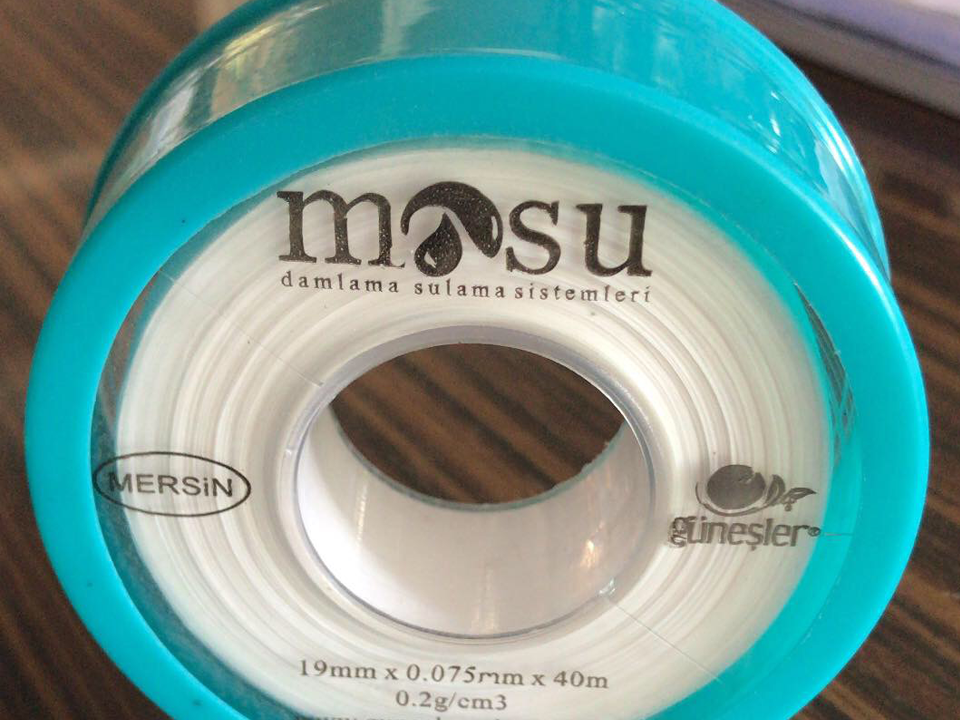 mosu
damlama sulama sistemleri
MERSiN
güneşler®
19mm x 0.075mm x 40m
0.2g/cm3